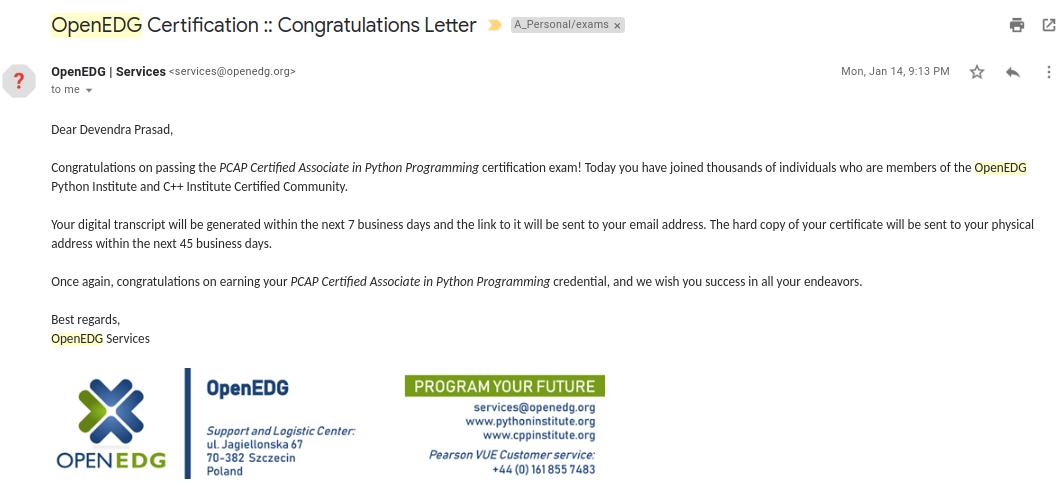 OpenEDG Certification :: Congratulations Letter
A_Personal/exams x
OpenEDG | Services <services@openedg.org>
Mon, Jan 14, 9:13 PM
to me
?
Dear Devendra Prasad,
Congratulations on passing the PCAP Certified Associate in Python Programming certification exam! Today you have joined thousands of individuals who are members of the OpenEDG
Python Institute and C++ Institute Certified Community.
Your digital transcript will be generated within the next 7 business days and the link to it will be sent to your email address. The hard copy of your certificate will be sent to your physical
address within the next 45 business days.
Once again, congratulations on earning your PCAP Certified Associate in Python Programming credential, and we wish you success in all your endeavors.
Best regards,
OpenEDG Services
OPENEDG
OpenEDG
Support and Logistic Center:
ul. Jagiellonska 67
70-382 Szczecin
Poland
PROGRAM YOUR FUTURE
services@openedg.org
www.pythoninstitute.org
www.cppinstitute.org
Pearson VUE Customer service:
+44 (0) 161 855 7483